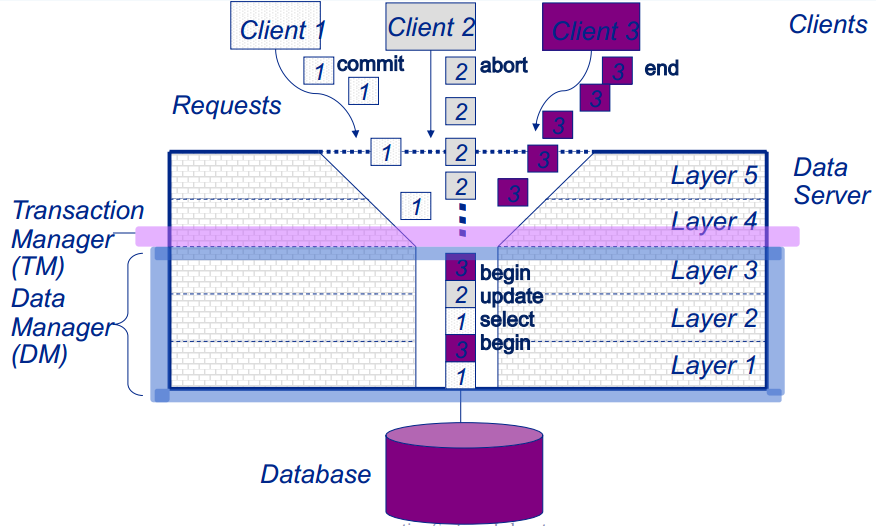 Client 1
Client 2
Client 3
Clients
1
commit
2
abort
3
end
1
3
Requests
2
3
1
2
3
Layer 5
Data
Server
2
3
1
Transaction
Manager
(TM)
Layer 4
Data
Manager
(DM)
3
begin
Layer 3
2
update
1
select
Layer 2
3
begin
1
Layer 1
Database